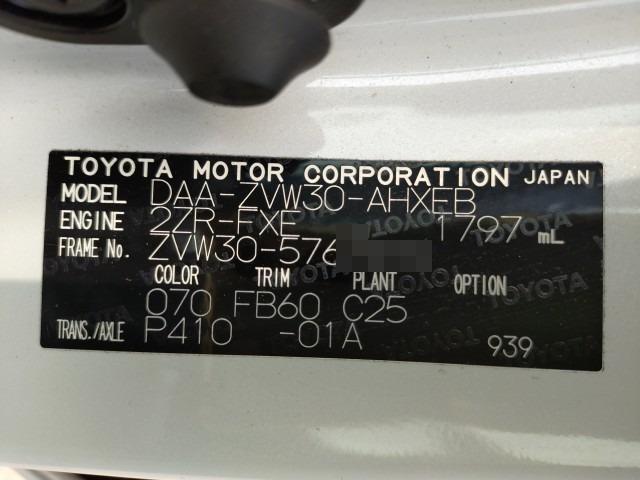 TOYOTA MOTOR CORPORATION JAPAN
MODEL DAA-ZVW30-AHXEB
ENGINE 2ZR-FXE 1797 mL
FRAME No. ZVW30-576
COLOR TRIM PLANT OPTION
070 FB60 C25
TRANS./AXLE P410 -01A 939